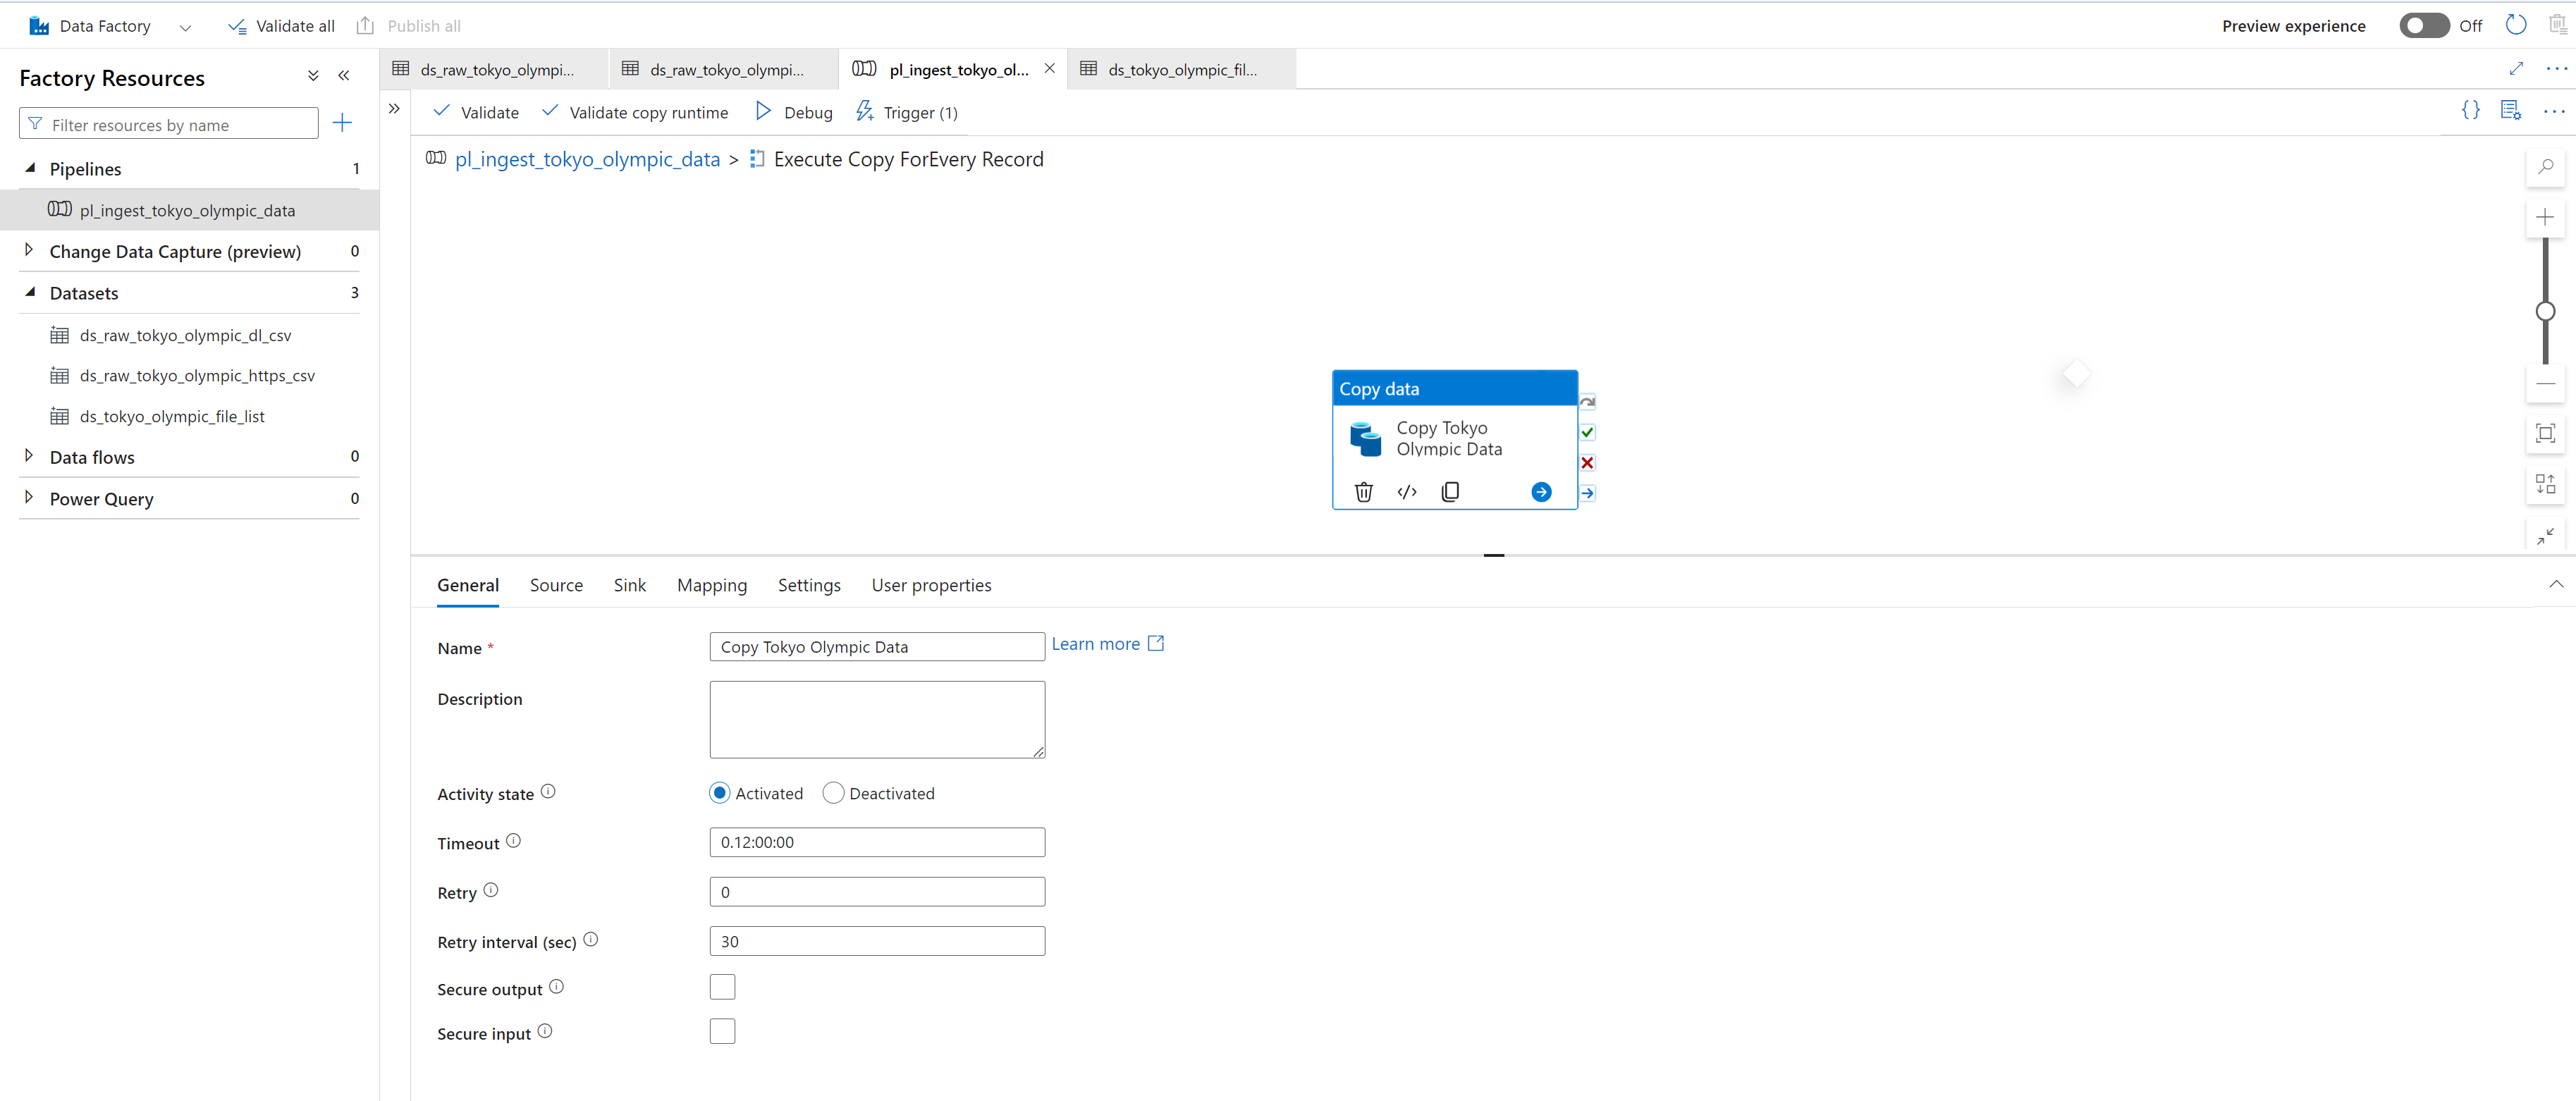 Data Factory
Validate all
Publish all
Preview experience
Off
Factory Resources
Filter resources by name
Pipelines 1
pl_ingest_tokyo_olympic_data
Change Data Capture (preview) 0
Datasets 3
ds_raw_tokyo_olympic_dl_csv
ds_raw_tokyo_olympic_https_csv
ds_tokyo_olympic_file_list
Data flows 0
Power Query 0
ds_raw_tokyo_olympi...
ds_raw_tokyo_olympi...
pl_ingest_tokyo_ol...
ds_tokyo_olympic_fil...
Validate
Validate copy runtime
Debug
Trigger (1)
pl_ingest_tokyo_olympic_data > Execute Copy ForEvery Record
Copy data
Copy Tokyo
Olympic Data
General
Source
Sink
Mapping
Settings
User properties
Name * Copy Tokyo Olympic Data Learn more
Description
Activity state Activated Deactivated
Timeout 0.12:00:00
Retry 0
Retry interval (sec) 30
Secure output
Secure input